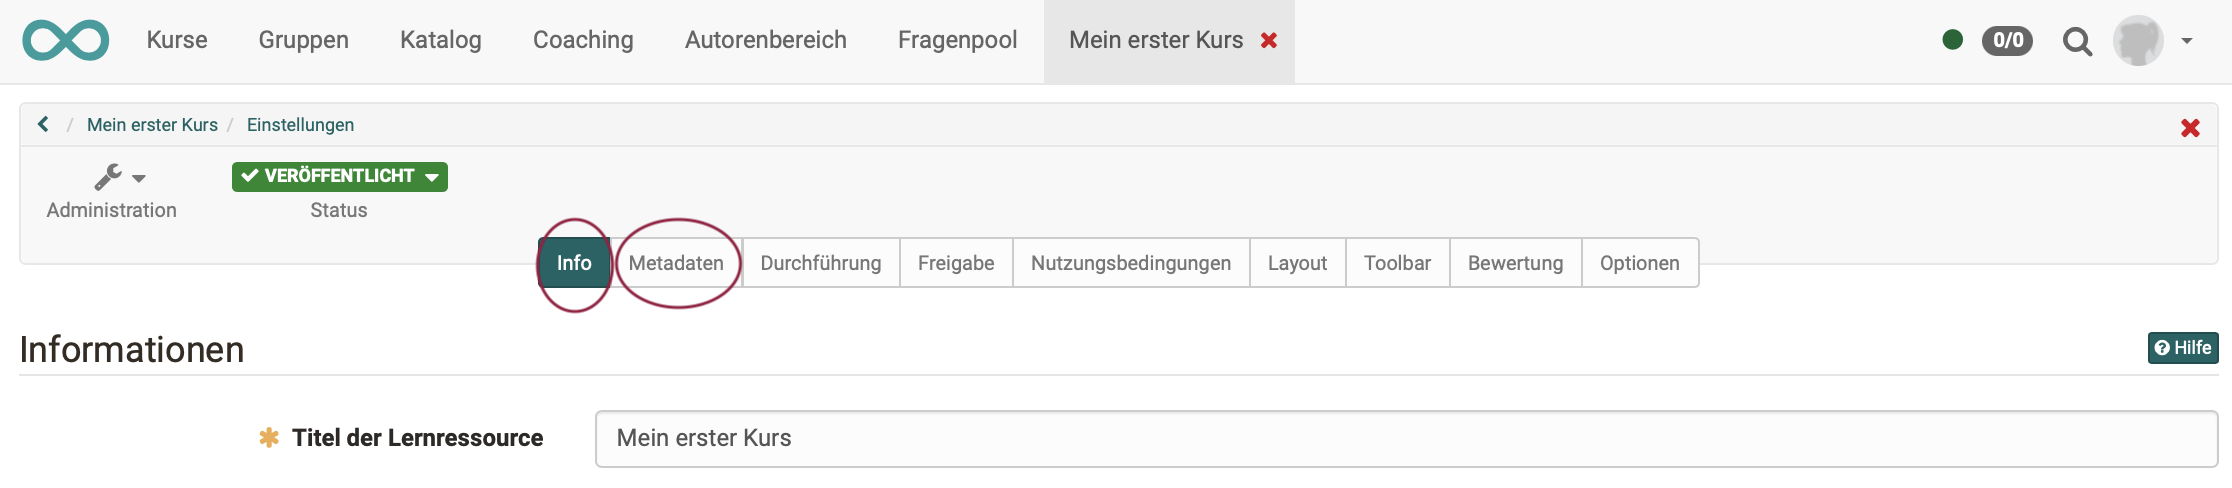 Kurse Gruppen Katalog Coaching Autorenbereich Fragenpool Mein erster Kurs 0/0
/ Mein erster Kurs / Einstellungen
VERÖFFENTLICHT
Administration Status
Info Metadaten Durchführung Freigabe Nutzungsbedingungen Layout Toolbar Bewertung Optionen
Informationen Hilfe
Titel der Lernressource Mein erster Kurs